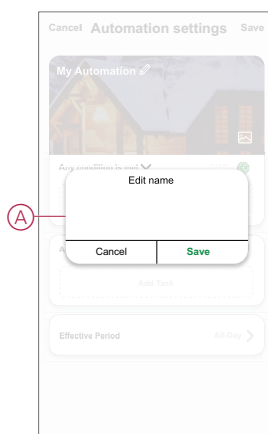 Cancel Automation settings Save
My Automation
Any condition is met
Edit name
A
Cancel Save
A
Add Task
Effective Period All-Day